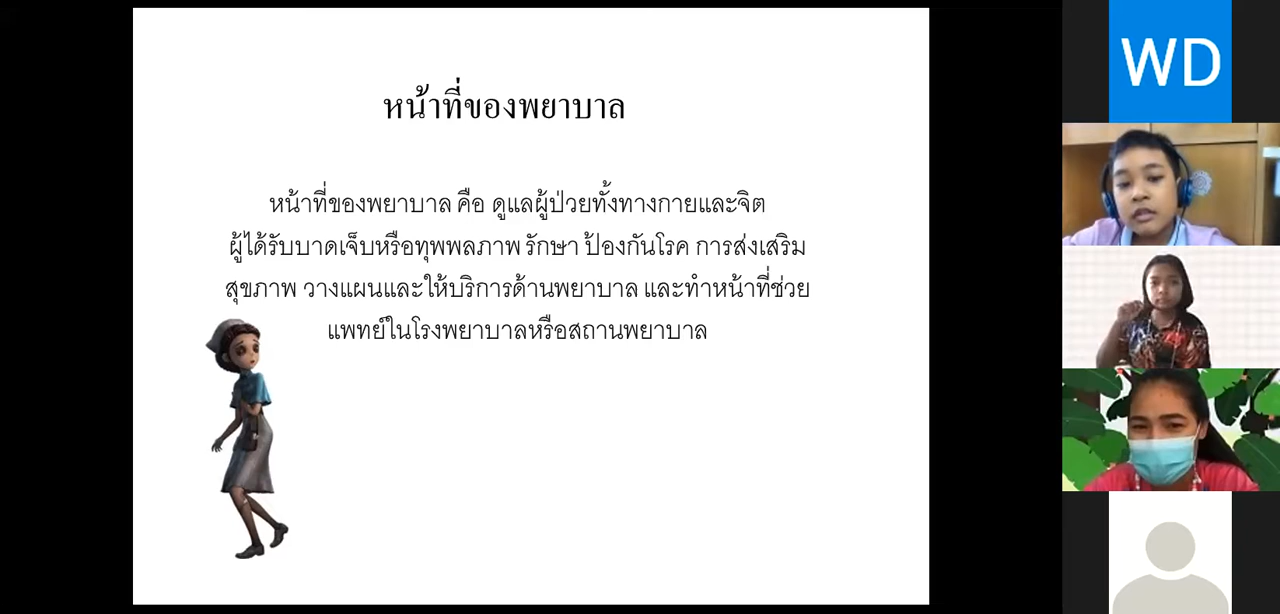 หน้าที่ของพยาบาล
หน้าที่ของพยาบาล คือ ดูแลผู้ป่วยทั้งทางกายและจิต
ผู้ได้รับบาดเจ็บหรือทุพพลภาพ รักษา ป้องกันโรค การส่งเสริม
สุขภาพ วางแผนและให้บริการด้านพยาบาล และทำหน้าที่ช่วย
แพทย์ในโรงพยาบาลหรือสถานพยาบาล
WD